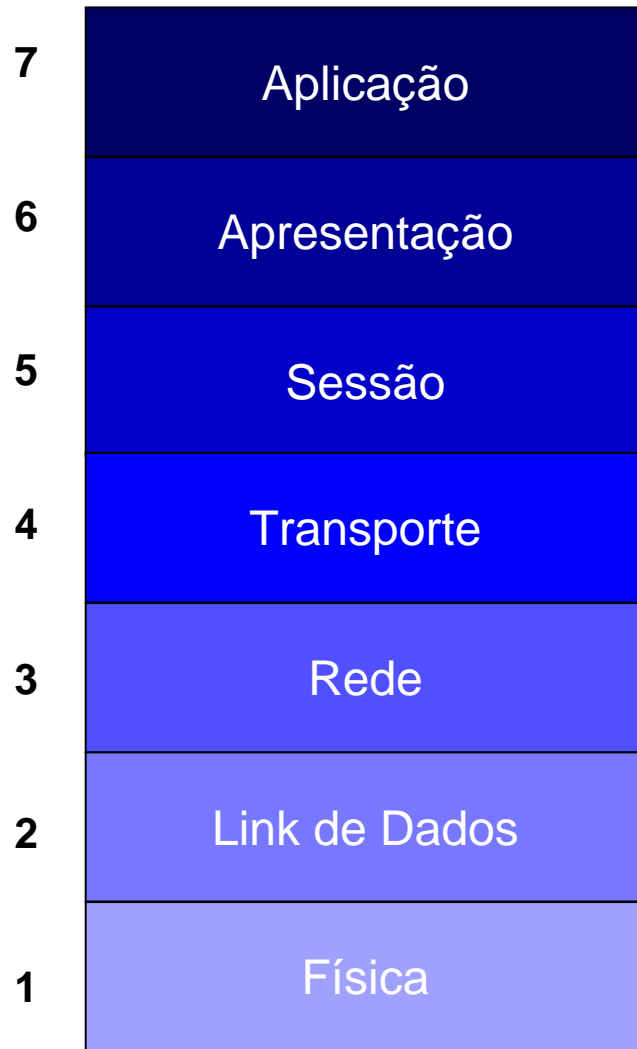 7 Aplicação
6 Apresentação
5 Sessão
4 Transporte
3 Rede
2 Link de Dados
1 Física